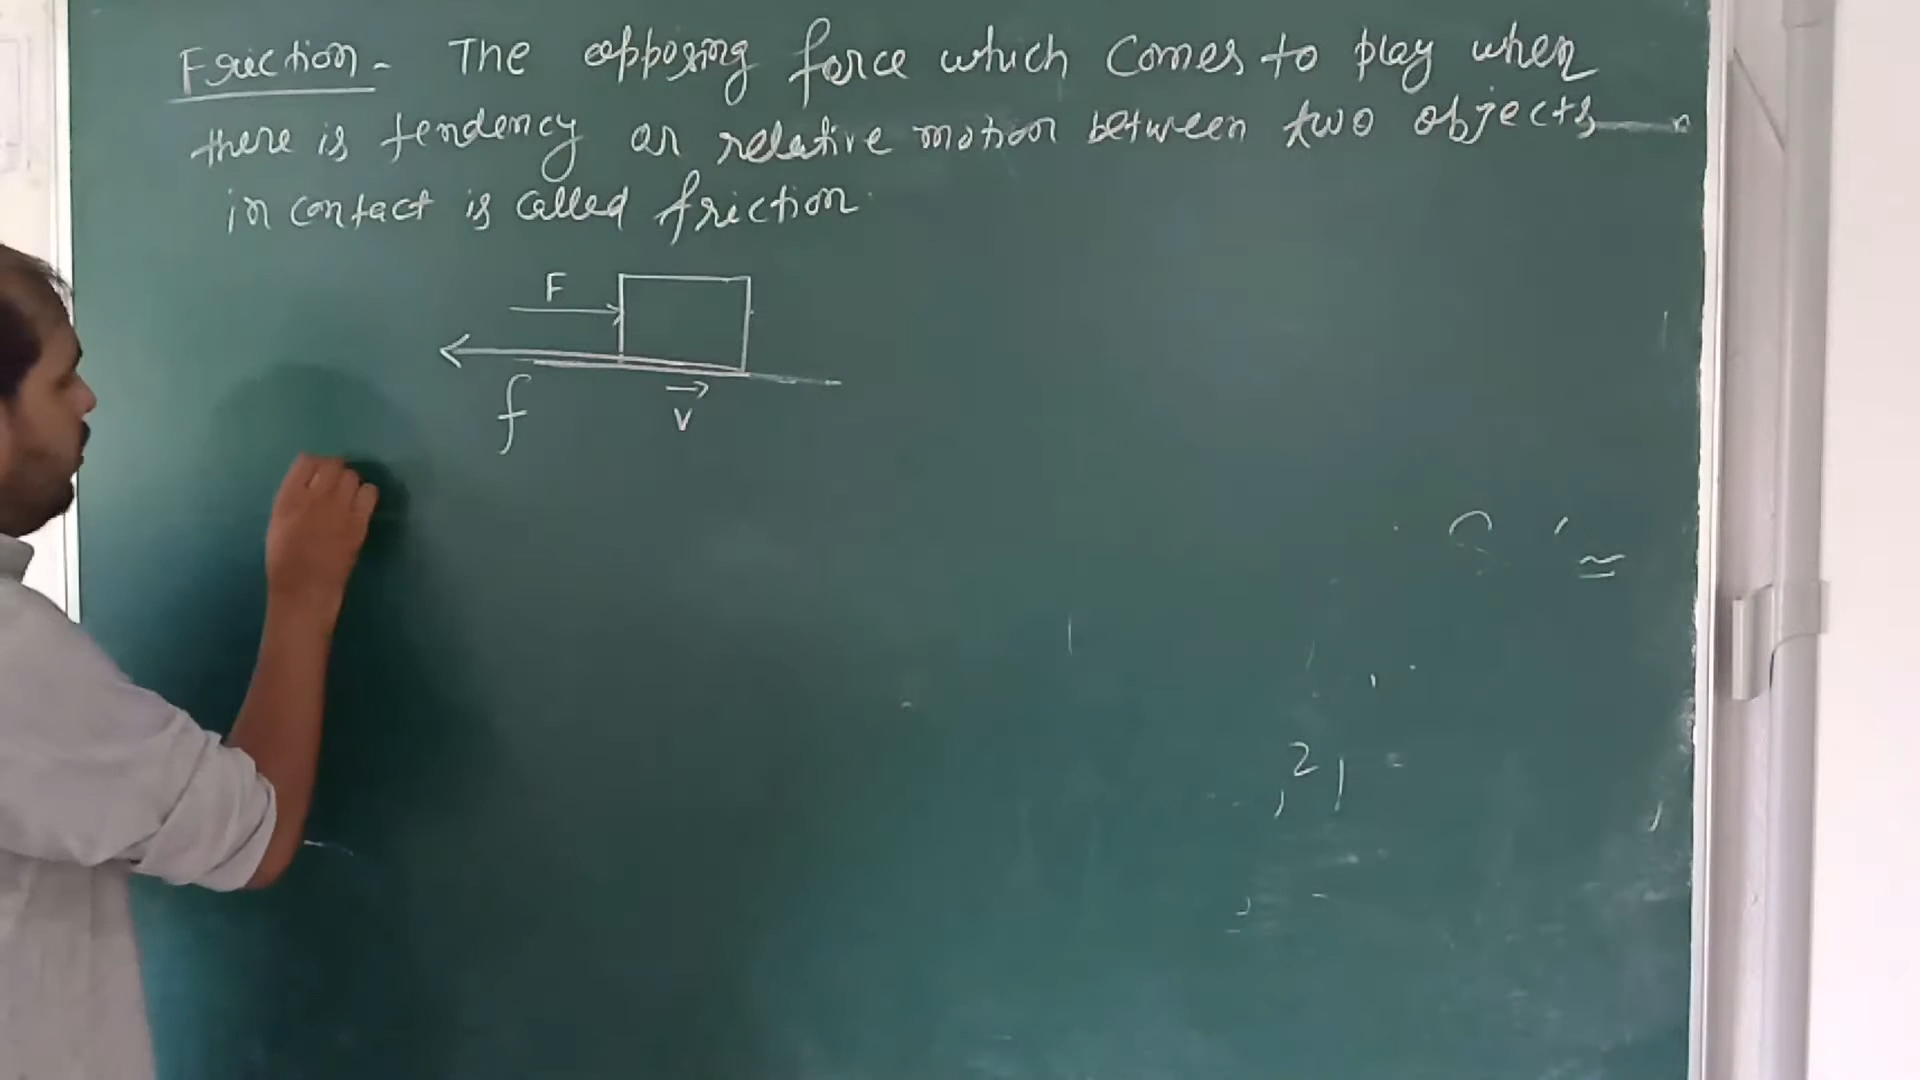 Friction - The opposing force which comes to play when
there is tendency or relative motion between two objects
in contact is called friction.
F
f
v
2